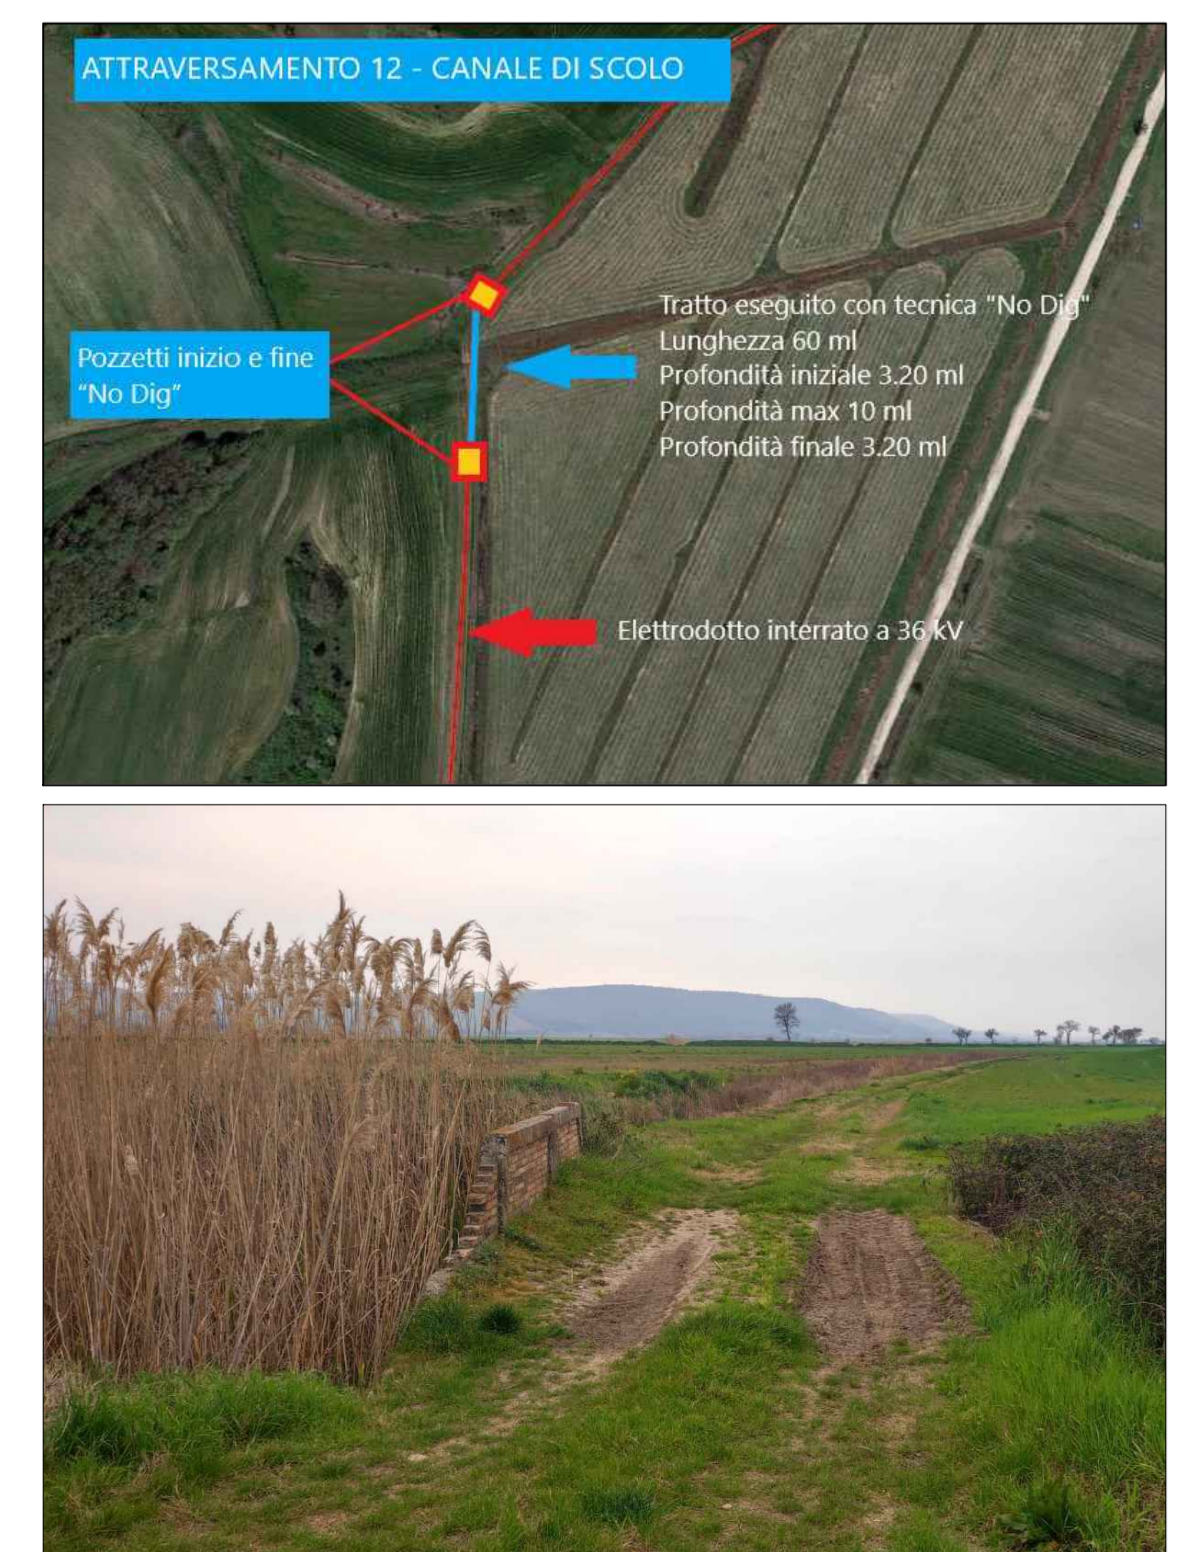 ATTRAVERSAMENTO 12 - CANALE DI SCOLO
Pozzetti inizio e fine
“No Dig”
Tratto eseguito con tecnica "No Dig"
Lunghezza 60 ml
Profondità iniziale 3.20 ml
Profondità max 10 ml
Profondità finale 3.20 ml
Elettrodotto interrato a 36 kV